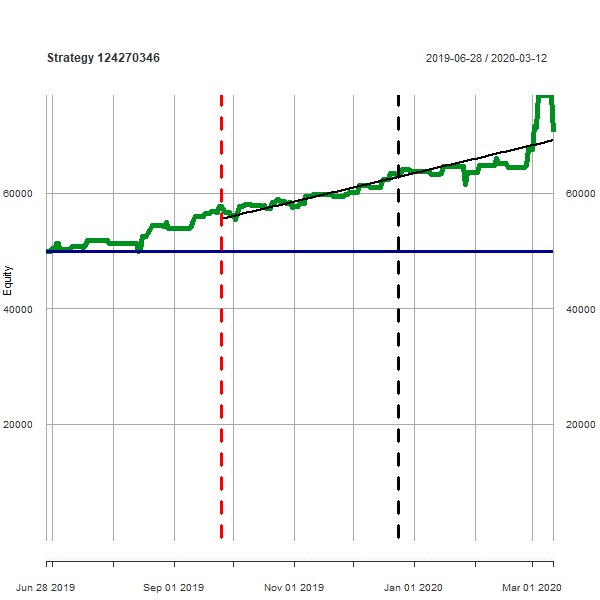 Strategy 124270346
2019-06-28 / 2020-03-12
60000
60000
Equity
40000
40000
20000
20000
Jun 28 2019
Sep 01 2019
Nov 01 2019
Jan 01 2020
Mar 01 2020